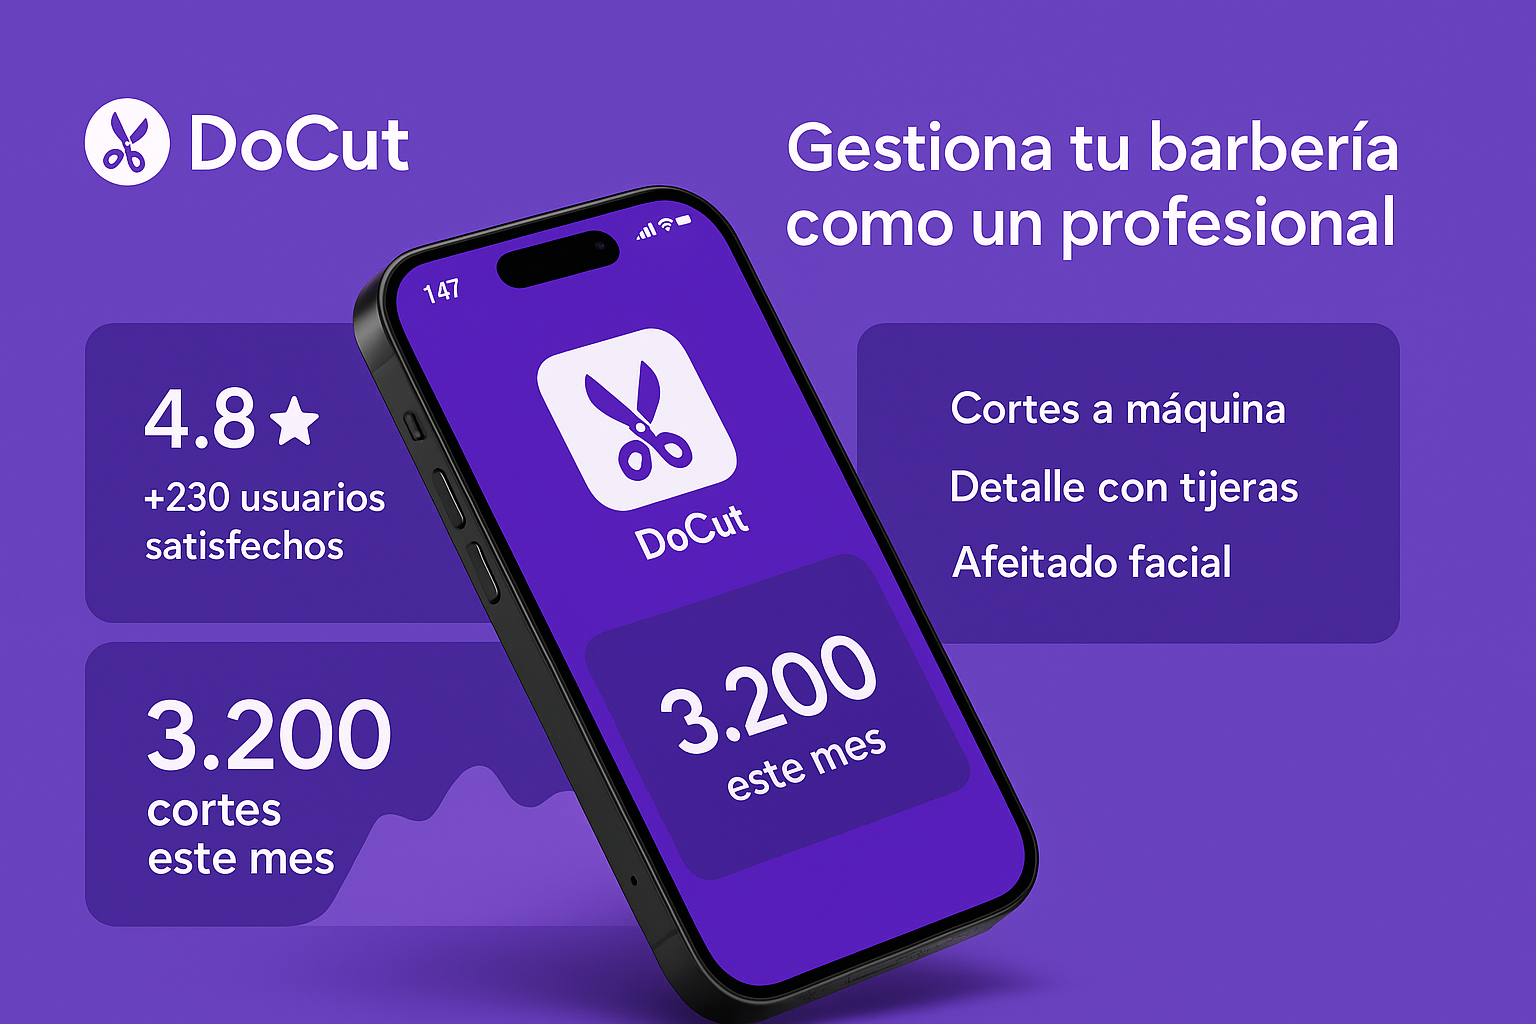 DoCut
Gestiona tu barbería
como un profesional
147
4.8★
+230 usuarios
satisfechos
DoCut
Cortes a máquina
Detalle con tijeras
Afeitado facial
3.200
este mes
3.200
cortes
este mes